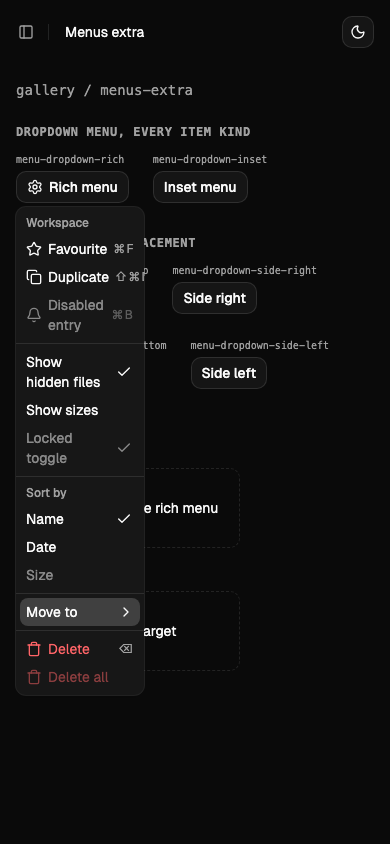 Menus extra
gallery / menus-extra
DROPDOWN MENU, EVERY ITEM KIND
menu-dropdown-rich
menu-dropdown-inset
Rich menu
Inset menu
Workspace
Favourite ⌘F
Duplicate ⇧⌘
Disabled
entry ⌘B
Show
hidden files
Show sizes
Locked
toggle
Sort by
Name
Date
Size
Move to
Delete
Delete all
ACEMENT
menu-dropdown-side-right
Side right
ttom
menu-dropdown-side-left
Side left
e rich menu
arget